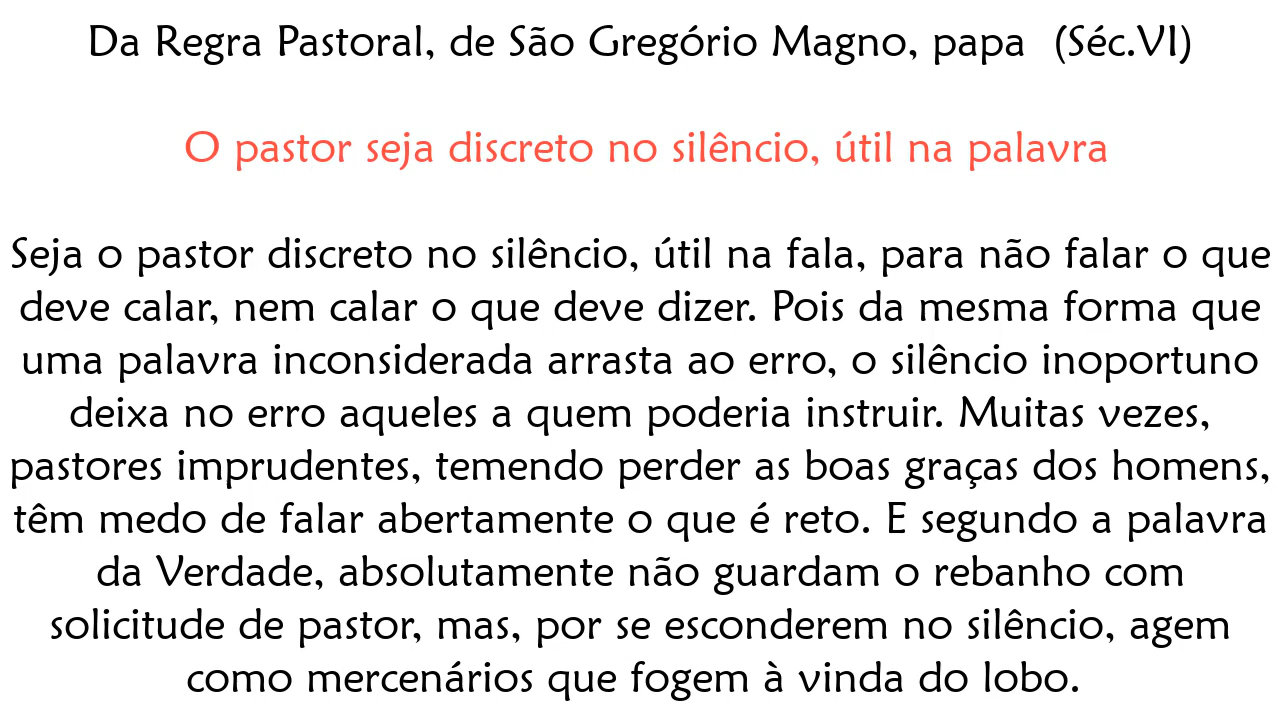 Da Regra Pastoral, de São Gregório Magno, papa (Séc.VI)
O pastor seja discreto no silêncio, útil na palavra
Seja o pastor discreto no silêncio, útil na fala, para não falar o que
deve calar, nem calar o que deve dizer. Pois da mesma forma que
uma palavra inconsiderada arrasta ao erro, o silêncio inoportuno
deixa no erro aqueles a quem poderia instruir. Muitas vezes,
pastores imprudentes, temendo perder as boas graças dos homens,
têm medo de falar abertamente o que é reto. E segundo a palavra
da Verdade, absolutamente não guardam o rebanho com
solicitude de pastor, mas, por se esconderem no silêncio, agem
como mercenários que fogem à vinda do lobo.